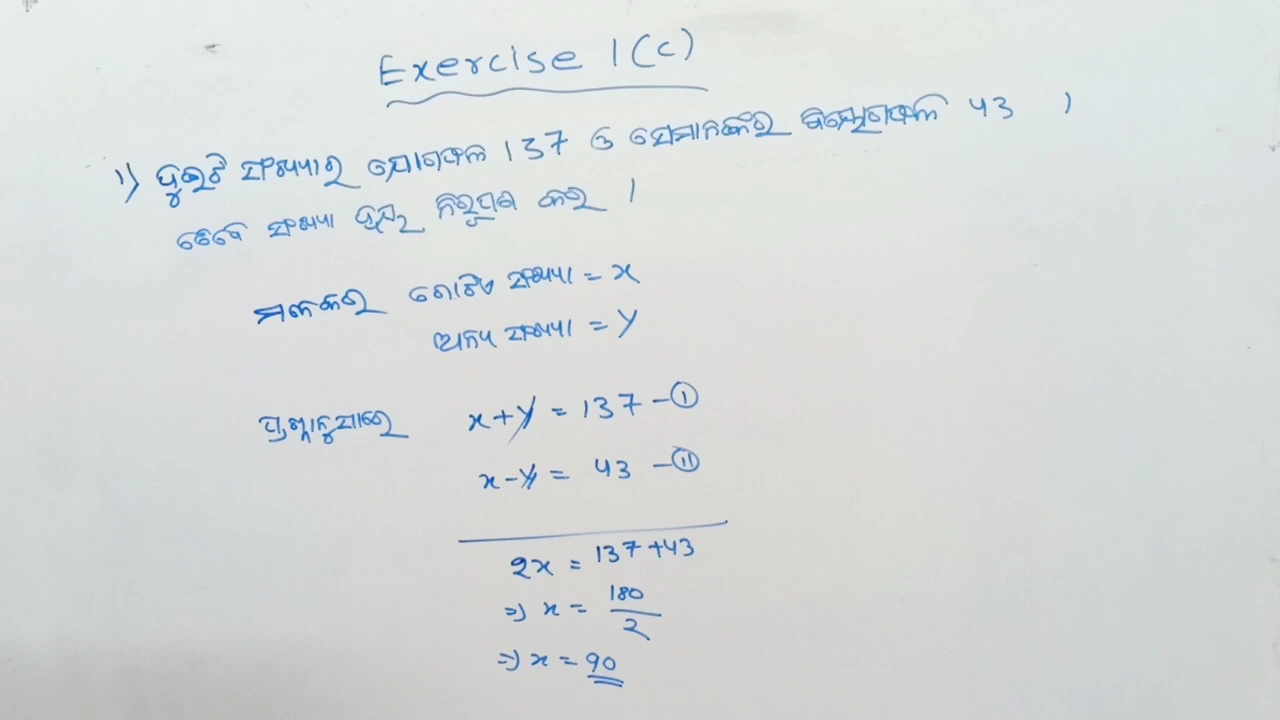 Exercise 1(c)
1) ଦୁଇଟି ସଂଖ୍ୟାର ଯୋଗଫଳ 137 ଓ ସେମାନଙ୍କର ବିୟୋଗଫଳ 43 ।
ତେବେ ସଂଖ୍ୟା ଦ୍ୱୟ ନିରୂପଣ କର ।
ମନେକର ଗୋଟିଏ ସଂଖ୍ୟା = x
ଅନ୍ୟ ସଂଖ୍ୟା = y
ପ୍ରଶ୍ନାନୁସାରେ x+y = 137 — ①
x-y = 43 — ⑪
2x = 137+43
=> x = 180/2
=> x = 90